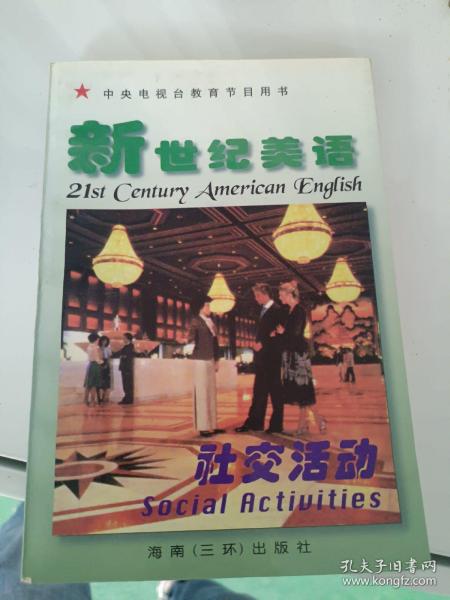 中央电视台教育节目用书
新世纪美语
21st Century American English
社交活动
Social Activities
海南(三环)出版社
孔夫子旧书网
www.kongfz.com